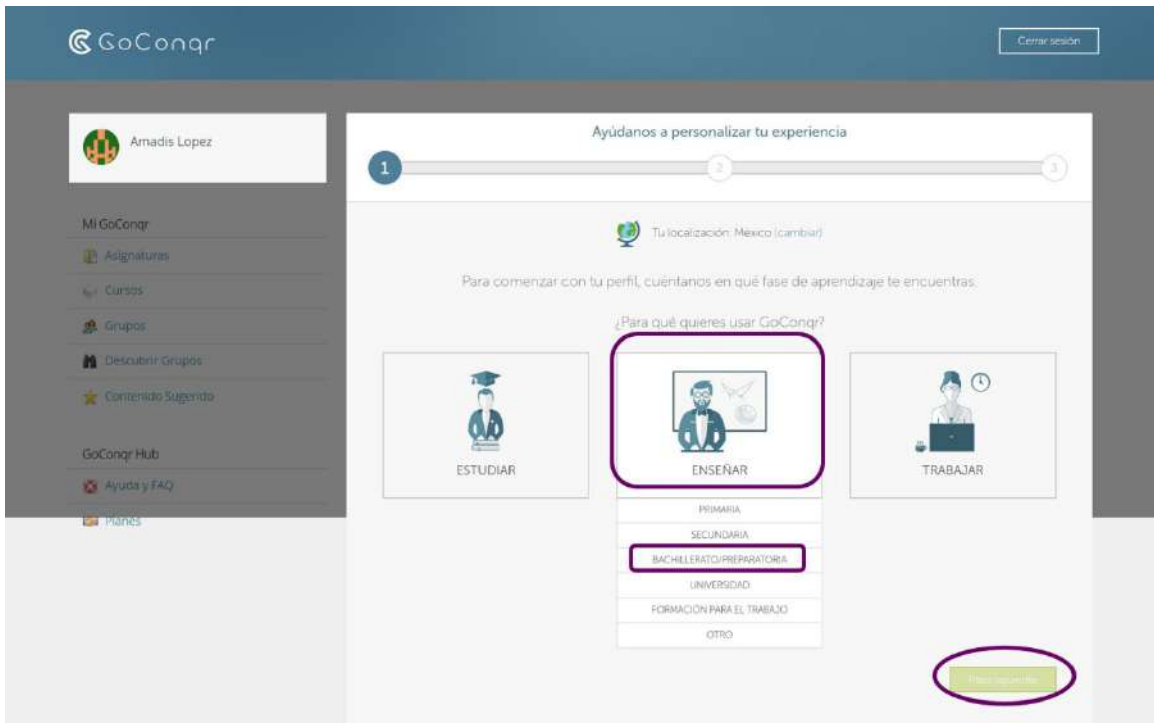 GoConqr
Cerrar sesión
Amadis Lopez
Mi GoConqr
Asignaturas
Cursos
Grupos
Descubrir Grupos
Contenido Sugerido
GoConqr Hub
Ayuda y FAQ
Planes
Ayúdanos a personalizar tu experiencia
1
2
3
Tu localización: Mexico (cambiar)
Para comenzar con tu perfil, cuéntanos en qué fase de aprendizaje te encuentras.
¿Para qué quieres usar GoConqr?
ESTUDIAR
ENSEÑAR
TRABAJAR
PRIMARIA
SECUNDARIA
BACHILLERATO/PREPARATORIA
UNIVERSIDAD
FORMACIÓN PARA EL TRABAJO
OTRO